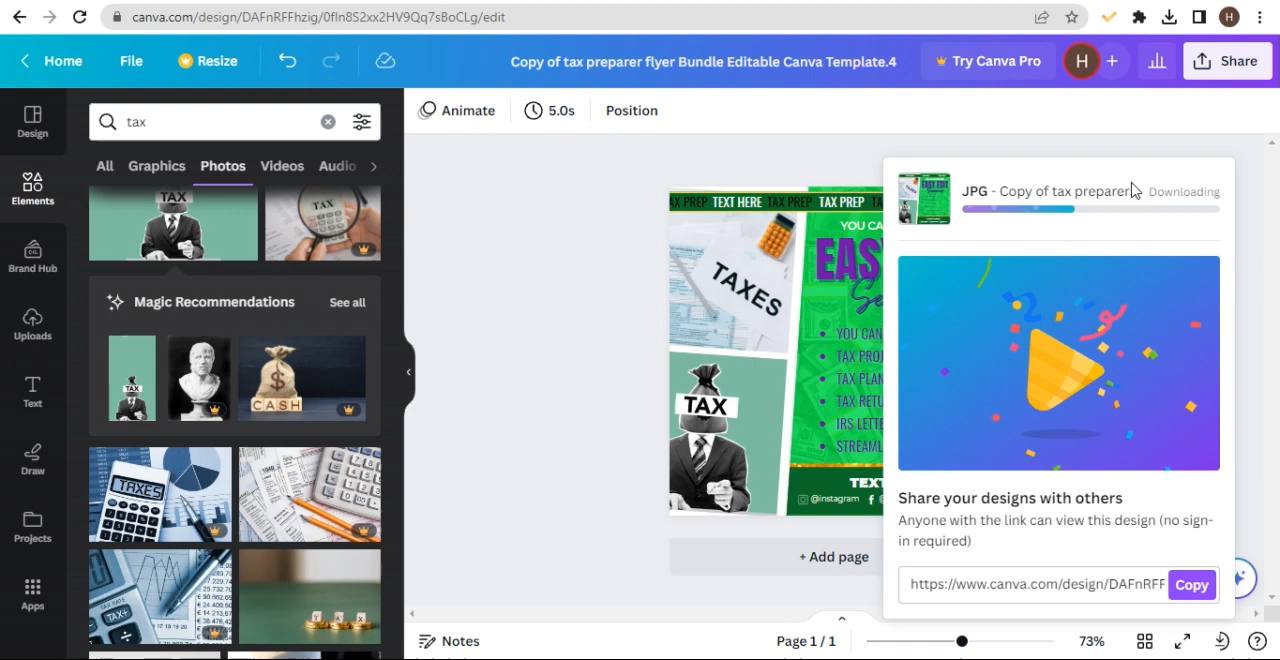 canva.com/design/DAFnRFFhzig/0fln8S2xx2HV9Qq7sBoCLg/edit
H
Home
File
Resize
Copy of tax preparer flyer Bundle Editable Canva Template.4
Try Canva Pro
H
+
Share
Design
Elements
Brand Hub
Uploads
Text
Draw
Projects
Apps
tax
All
Graphics
Photos
Videos
Audio
TAX
TAX
Magic Recommendations
See all
TAX
$
CASH
TAXES
TAX+
TAX
Animate
5.0s
Position
AX PREP TEXT HERE TAX PREP TAX PREP TA
YOU CA
EAS
TAXES
YOU CAN
TAX PROJ
TAX PLAN
TAX RETU
IRS LETTE
STREAML
TAX
TEXT
@instagram
+ Add page
JPG - Copy of tax preparer
Downloading
Share your designs with others
Anyone with the link can view this design (no sign-
in required)
https://www.canva.com/design/DAFnRFF
Copy
Notes
Page 1 / 1
73%